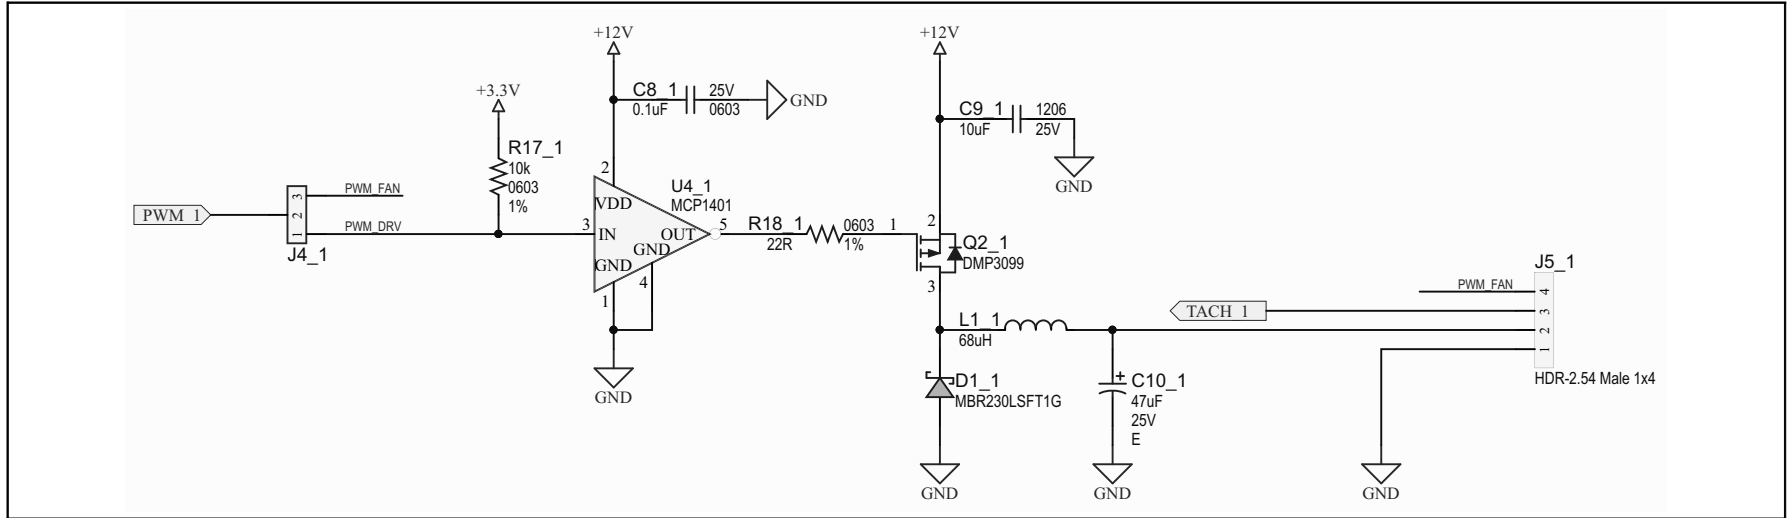 +12V
+12V
+3.3V
C8_1
0.1uF
25V
0603
GND
C9_1
10uF
1206
25V
GND
R17_1
10k
0603
1%
PWM_1
3
2
1
J4_1
PWM_FAN
PWM_DRV
2
VDD
U4_1
MCP1401
3
IN
OUT
5
GND
GND
4
1
GND
R18_1
22R
0603
1%
1
2
Q2_1
DMP3099
3
L1_1
68uH
D1_1
MBR230LSFT1G
GND
C10_1
47uF
25V
E
GND
TACH_1
J5_1
PWM_FAN
4
3
2
1
HDR-2.54 Male 1x4
GND
+